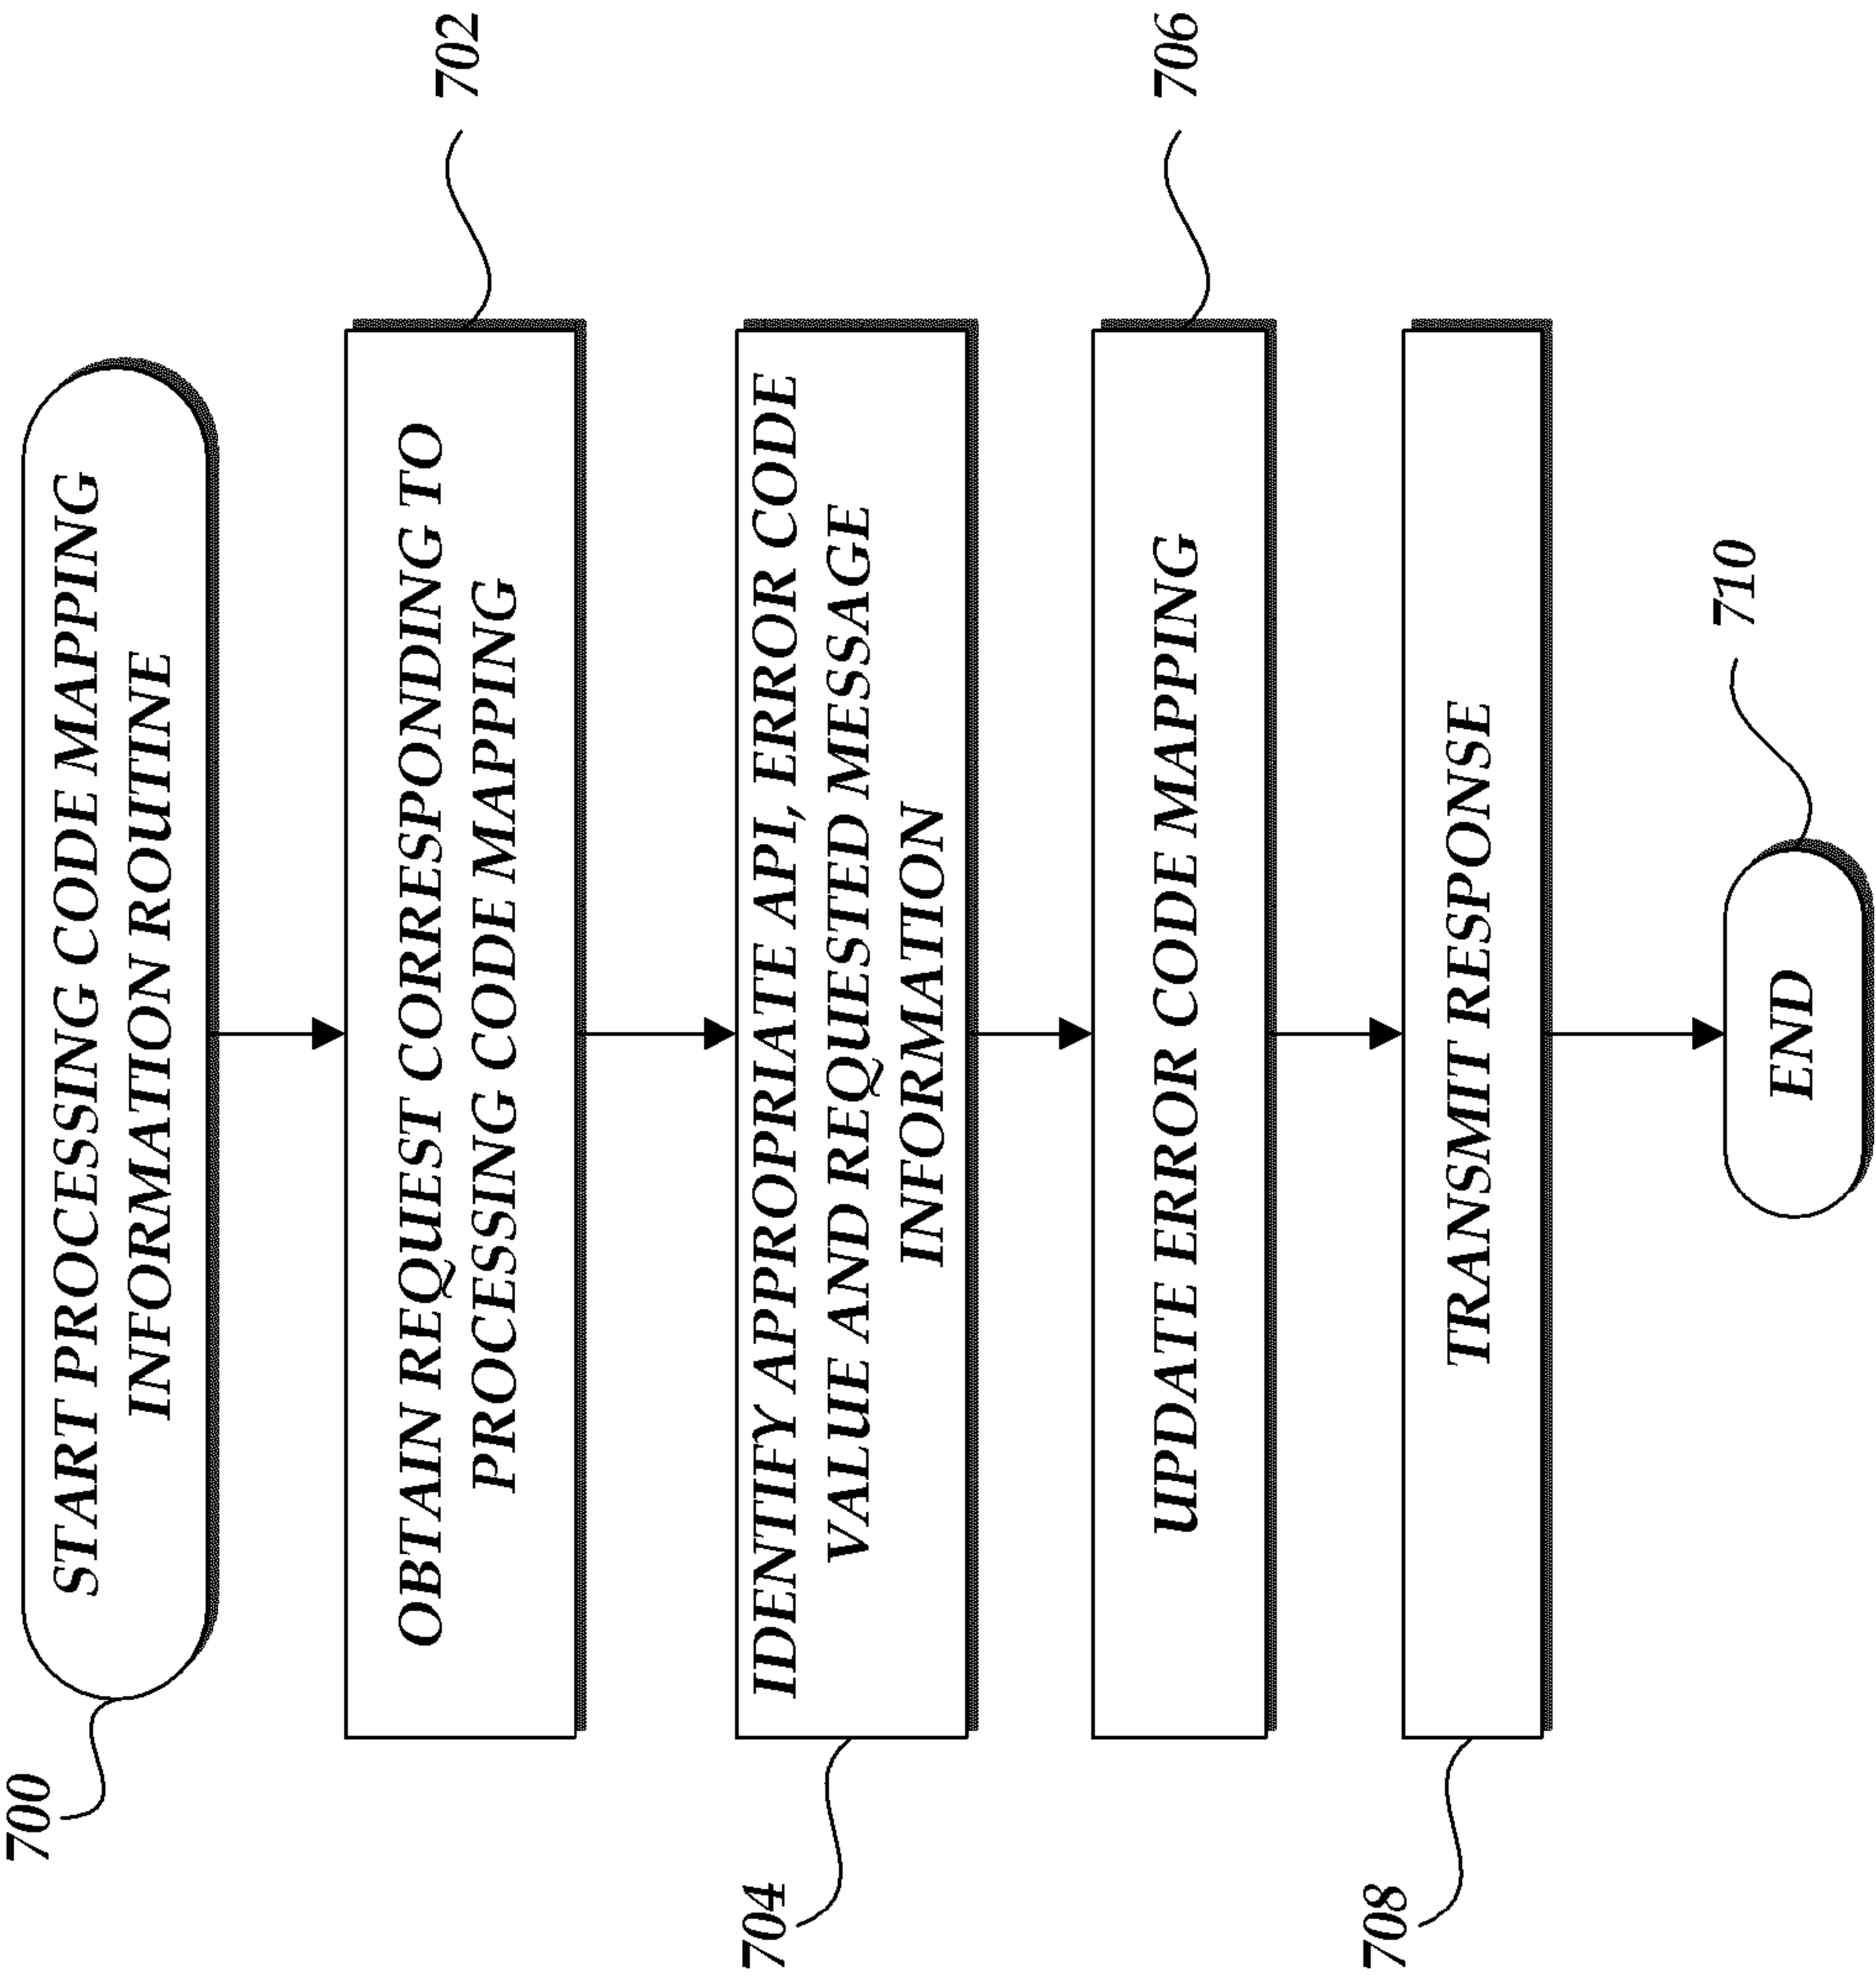 700
START PROCESSING CODE MAPPING
INFORMATION ROUTINE
702
OBTAIN REQUEST CORRESPONDING TO
PROCESSING CODE MAPPING
704
IDENTIFY APPROPRIATE API, ERROR CODE
VALUE AND REQUESTED MESSAGE
INFORMATION
706
UPDATE ERROR CODE MAPPING
708
TRANSMIT RESPONSE
710
END